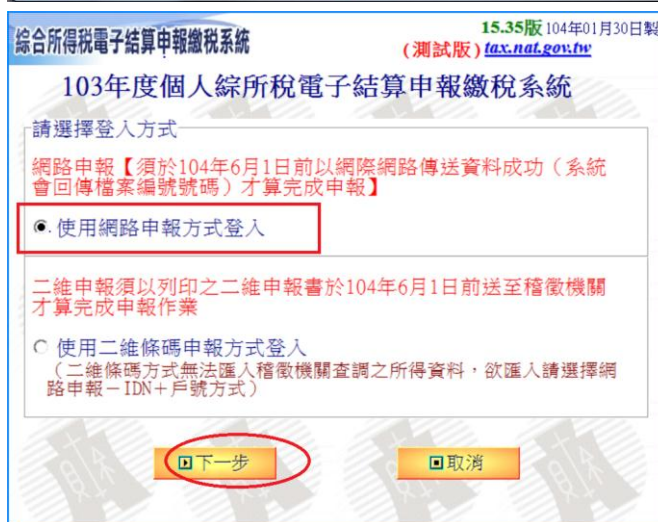 綜合所得稅電子結算申報繳稅系統
15.35版 104年01月30日製
(測試版) tax.nat.gov.tw
103年度個人綜所稅電子結算申報繳稅系統
請選擇登入方式
網路申報【須於104年6月1日前以網際網路傳送資料成功（系統
會回傳檔案編號號碼）才算完成申報】
使用網路申報方式登入
二維申報須以列印之二維申報書於104年6月1日前送至稽徵機關
才算完成申報作業
使用二維條碼申報方式登入
（二維條碼方式無法匯入稽徵機關查調之所得資料，欲匯入請選擇網
路申報－IDN＋戶號方式）
下一步
取消